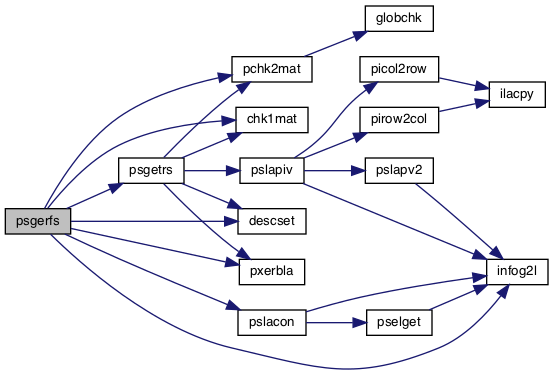 globchk
pchk2mat
picol2row
ilacpy
chk1mat
pirow2col
psgetrs
pslapiv
pslapv2
psgerfs
descset
pxerbla
infog2l
pslacon
pselget